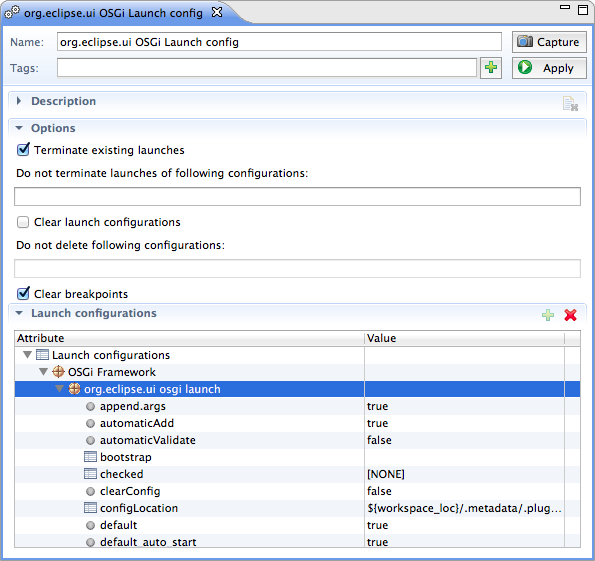 org.eclipse.ui OSGi Launch config
Name: org.eclipse.ui OSGi Launch config Capture
Tags: Apply
Description
Options
Terminate existing launches
Do not terminate launches of following configurations:
Clear launch configurations
Do not delete following configurations:
Clear breakpoints
Launch configurations
Attribute Value
Launch configurations
OSGi Framework
org.eclipse.ui osgi launch
append.args true
automaticAdd true
automaticValidate false
bootstrap
checked [NONE]
clearConfig false
configLocation ${workspace_loc}/.metadata/.plug...
default true
default_auto_start true